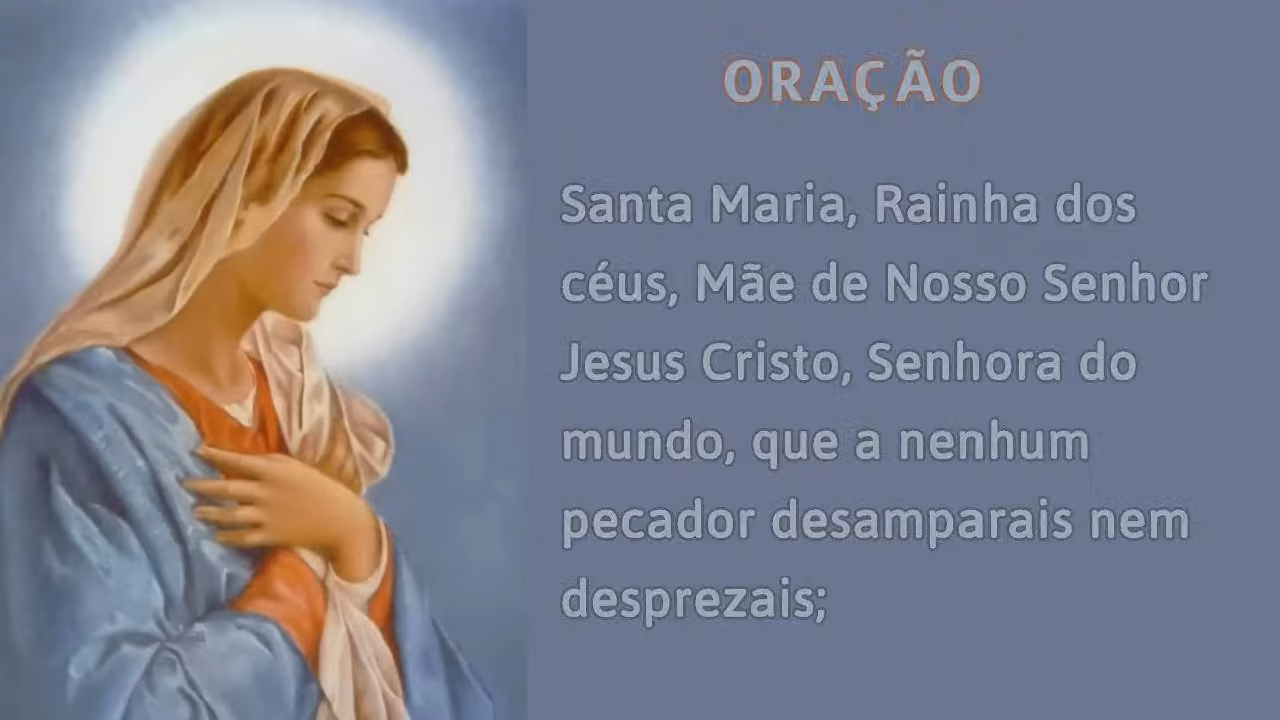 ORAÇÃO
Santa Maria, Rainha dos
céus, Mãe de Nosso Senhor
Jesus Cristo, Senhora do
mundo, que a nenhum
pecador desamparais nem
desprezais;